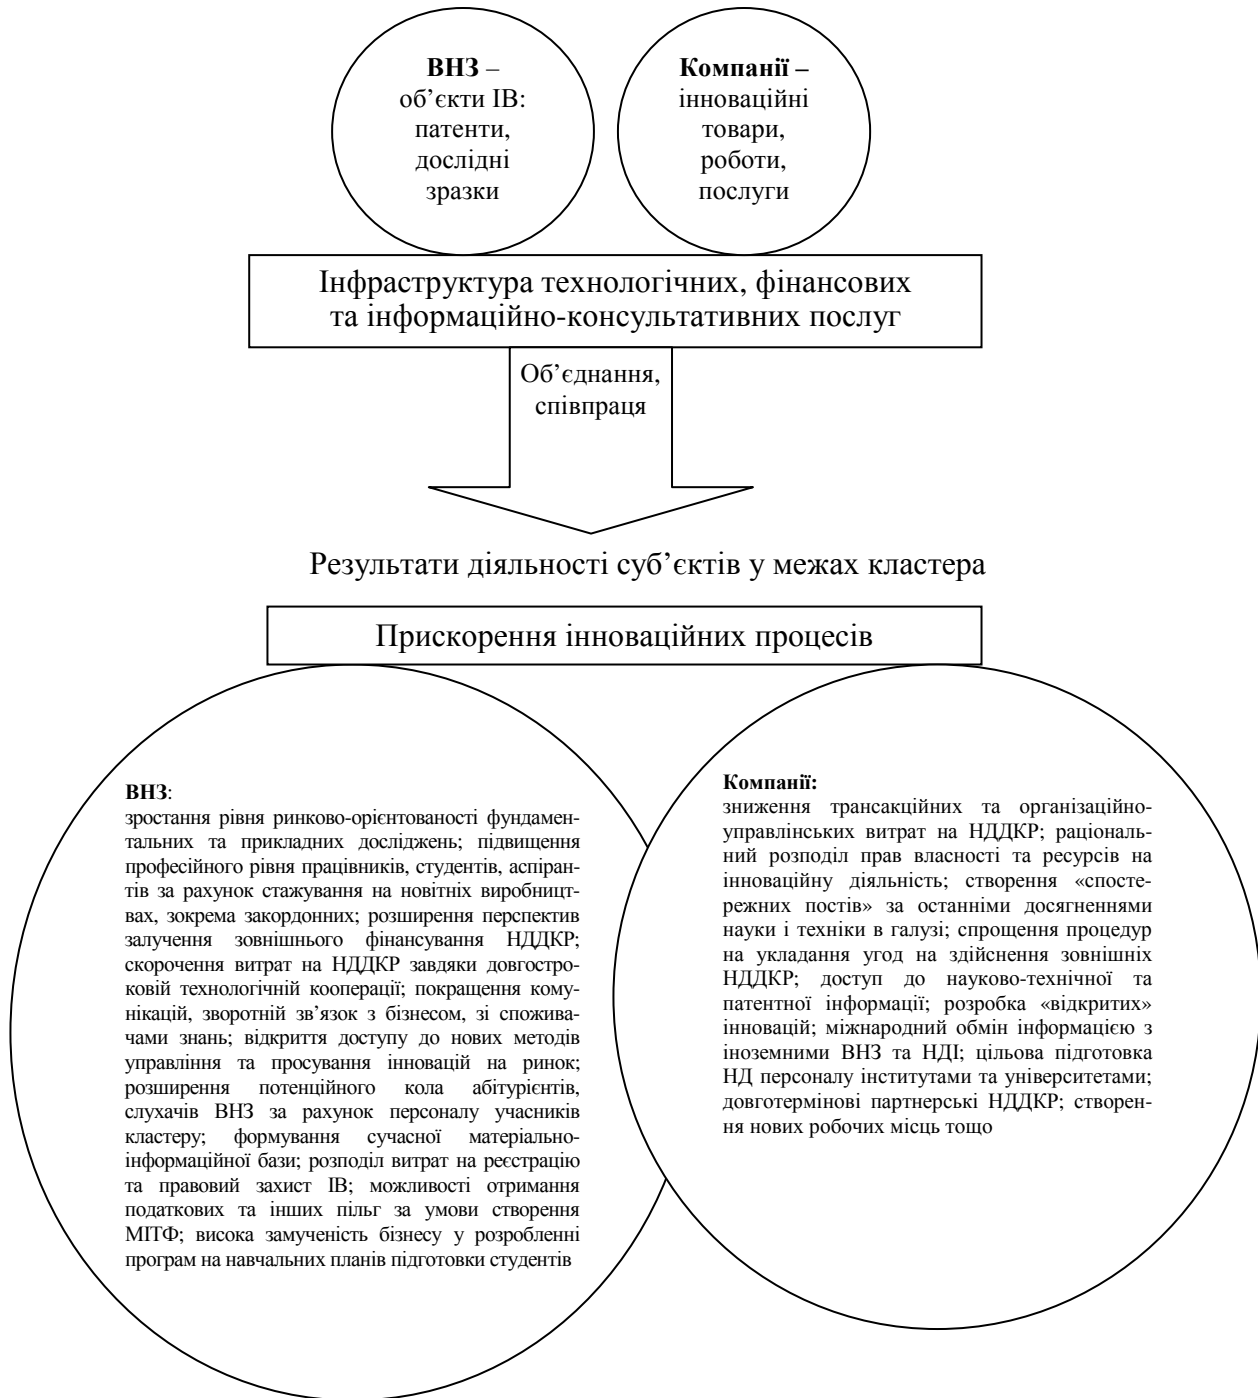 ВНЗ –
об’єкти ІВ:
патенти,
дослідні
зразки
Компанії –
інноваційні
товари,
роботи,
послуги
Інфраструктура технологічних, фінансових
та інформаційно-консультативних послуг
Об’єднання,
співпраця
Результати діяльності суб’єктів у межах кластера
Прискорення інноваційних процесів
ВНЗ:
зростання рівня ринково-орієнтованості фундамен-
тальних та прикладних досліджень; підвищення
професійного рівня працівників, студентів, аспіран-
тів за рахунок стажування на новітніх виробницт-
вах, зокрема закордонних; розширення перспектив
залучення зовнішнього фінансування НДДКР;
скорочення витрат на НДДКР завдяки довгостро-
ковій технологічній кооперації; покращення кому-
нікацій, зворотній зв’язок з бізнесом, зі спожива-
чами знань; відкриття доступу до нових методів
управління та просування інновацій на ринок;
розширення потенційного кола абітурієнтів,
слухачів ВНЗ за рахунок персоналу учасників
кластеру; формування сучасної матеріально-
інформаційної бази; розподіл витрат на реєстрацію
та правовий захист ІВ; можливості отримання
податкових та інших пільг за умови створення
МІТФ; висока замученість бізнесу у розробленні
програм на навчальних планів підготовки студентів
Компанії:
зниження трансакційних та організаційно-
управлінських витрат на НДДКР; раціональ-
ний розподіл прав власності та ресурсів на
інноваційну діяльність; створення «спосте-
режних постів» за останніми досягненнями
науки і техніки в галузі; спрощення процедур
на укладання угод на здійснення зовнішніх
НДДКР; доступ до науково-технічної та
патентної інформації; розробка «відкритих»
інновацій; міжнародний обмін інформацією з
іноземними ВНЗ та НДІ; цільова підготовка
НД персоналу інститутами та університетами;
довготермінові партнерські НДДКР; створен-
ня нових робочих місць тощо